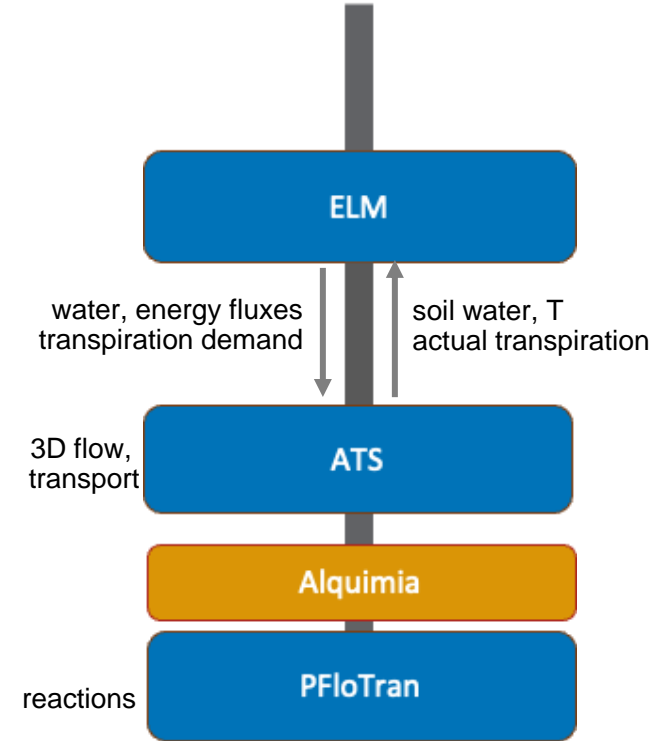 ELM
water, energy fluxes
transpiration demand
soil water, T
actual transpiration
3D flow,
transport
ATS
Alquimia
reactions
PFloTran